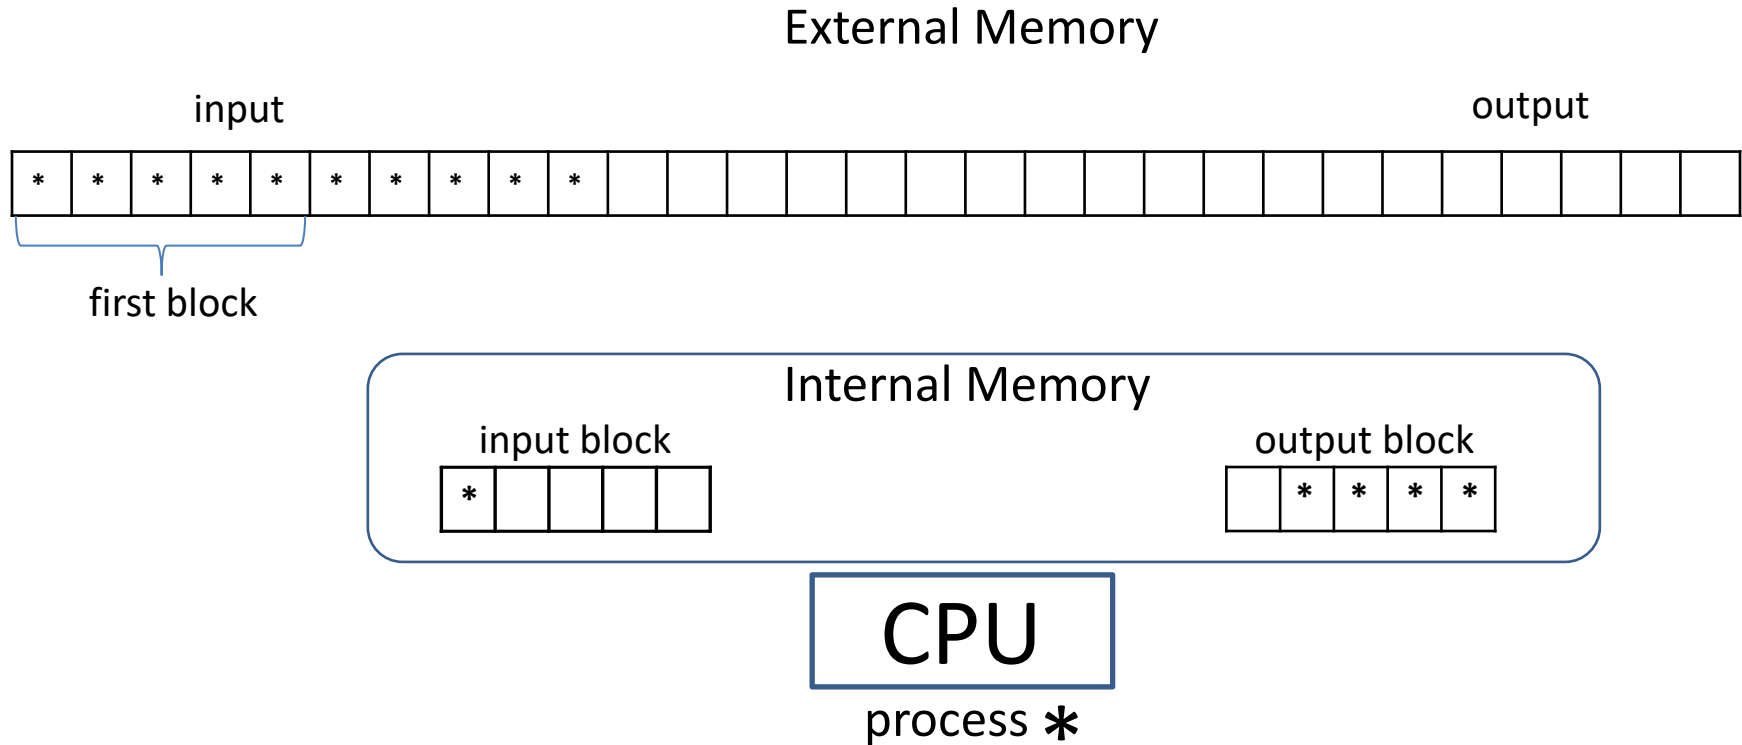 External Memory
input
output
* * * * * * * * * *
first block
Internal Memory
input block
output block
*
* * * *
CPU
process *